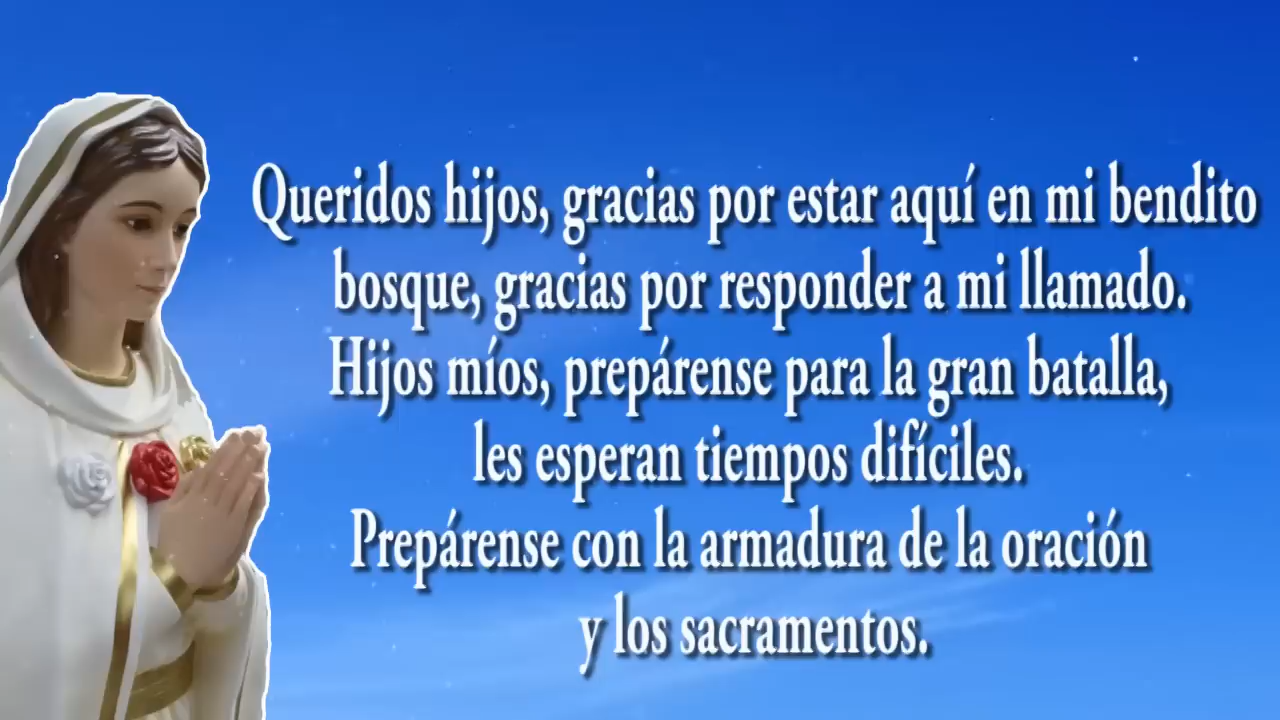 Queridos hijos, gracias por estar aquí en mi bendito
bosque, gracias por responder a mi llamado.
Hijos míos, prepárense para la gran batalla,
les esperan tiempos difíciles.
Prepárense con la armadura de la oración
y los sacramentos.